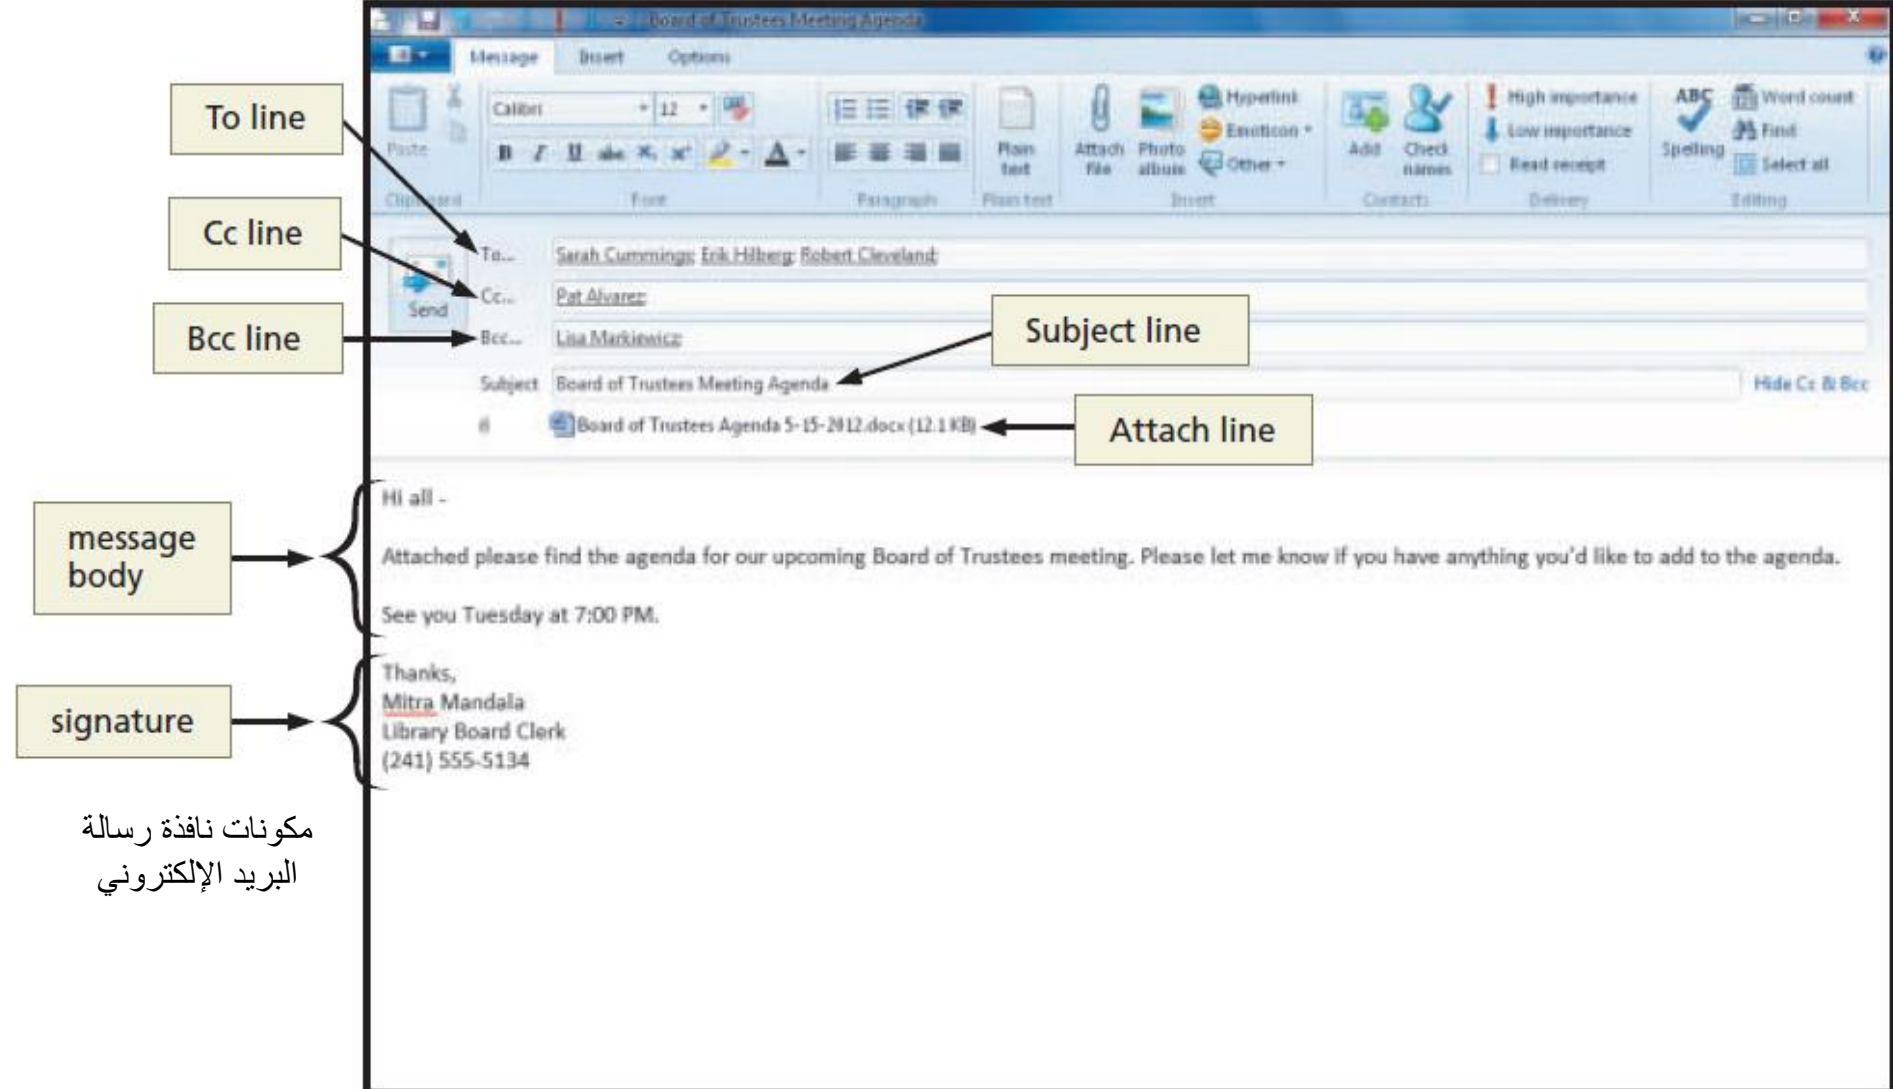 Board of Trustees Meeting Agenda
Message Insert Options
Calibri 12
Hyperlink High importance ABC Word count
Emoticon Low importance Find
Paste B I U abc Plain text Attach file Photo album Other Add Check names Read receipt Spelling Select all
Clipboard Font Paragraph Plain text Insert Contacts Delivery Editing
To line
Cc line
Bcc line
Send
To... Sarah Cummings; Erik Hilberg; Robert Cleveland;
Cc... Pat Alvarez;
Bcc... Lisa Markiewicz;
Subject line
Subject Board of Trustees Meeting Agenda Hide Cc & Bcc
Board of Trustees Agenda 5-15-2012.docx (12.1 KB)
Attach line
message
body
Hi all -
Attached please find the agenda for our upcoming Board of Trustees meeting. Please let me know if you have anything you'd like to add to the agenda.
See you Tuesday at 7:00 PM.
signature
Thanks,
Mitra Mandala
Library Board Clerk
(241) 555-5134
مكونات نافذة رسالة
البريد الإلكتروني